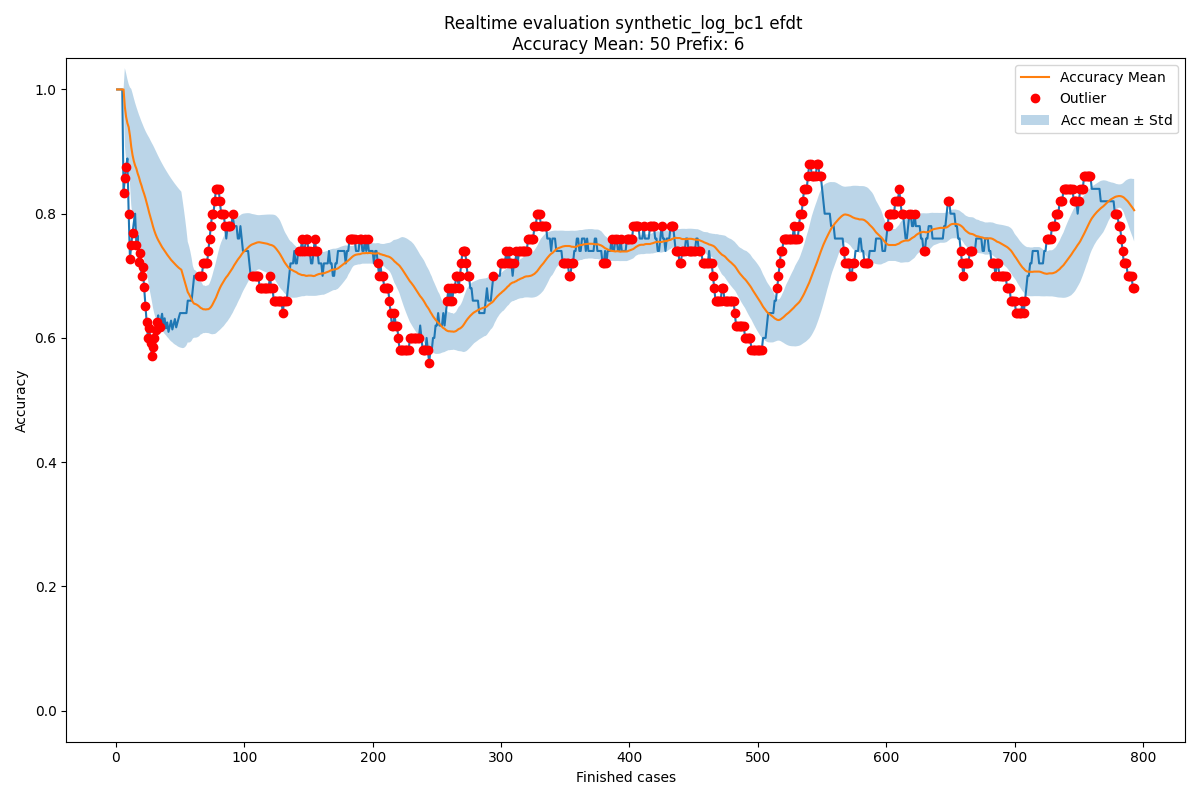 Realtime evaluation synthetic_log_bc1 efdt
Accuracy Mean: 50 Prefix: 6
Accuracy Mean
Outlier
Acc mean ± Std
1.0
0.8
0.6
0.4
0.2
0.0
Accuracy
0 100 200 300 400 500 600 700 800
Finished cases